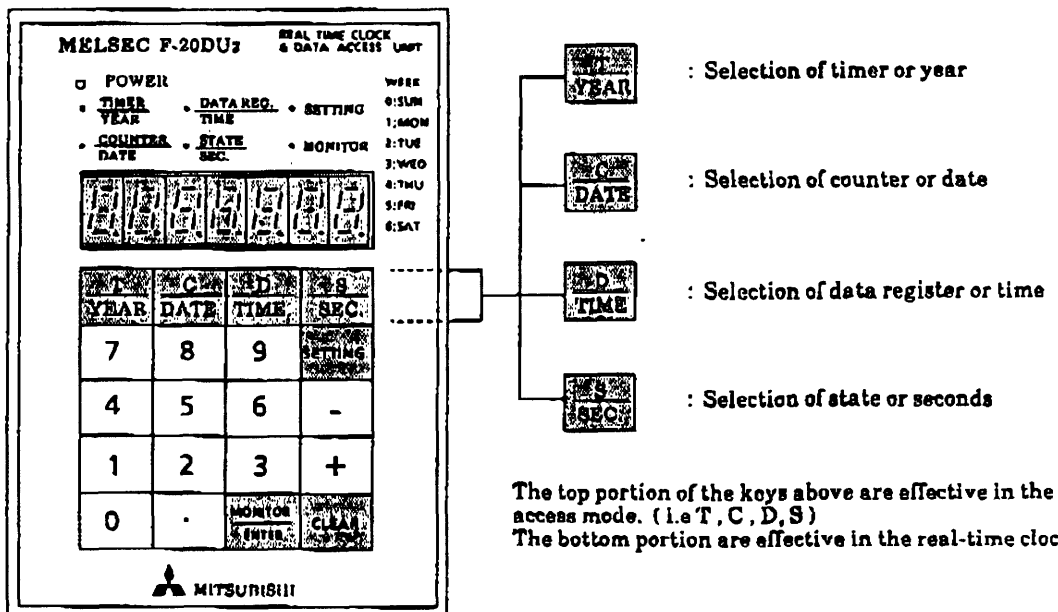 MELSEC F-20DU
REAL TIME CLOCK
& DATA ACCESS UNIT
POWER
TIMER
YEAR
DATA REG.
TIME
SETTING
COUNTER
DATE
STATE
SEC.
MONITOR
WEEK
0:SUN
1:MON
2:TUE
3:WED
4:THU
5:FRI
6:SAT
T
YEAR
C
DATE
D
TIME
S
SEC
7
8
9
SETTING
4
5
6
-
1
2
3
+
0
.
MONITOR
ENTER
CLEAR
MITSUBISHI
T
YEAR
: Selection of timer or year
C
DATE
: Selection of counter or date
D
TIME
: Selection of data register or time
S
SEC
: Selection of state or seconds
The top portion of the keys above are effective in the
access mode. (i.e T, C, D, S)
The bottom portion are effective in the real-time cloc